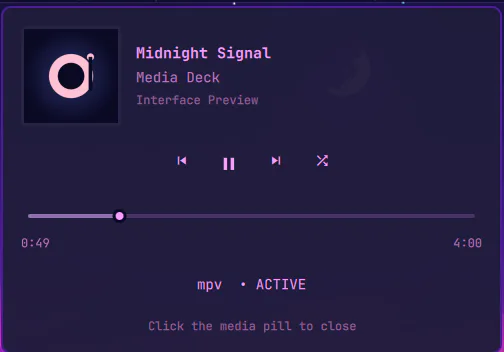 Midnight Signal
Media Deck
Interface Preview
0:49 4:00
mpv • ACTIVE
Click the media pill to close